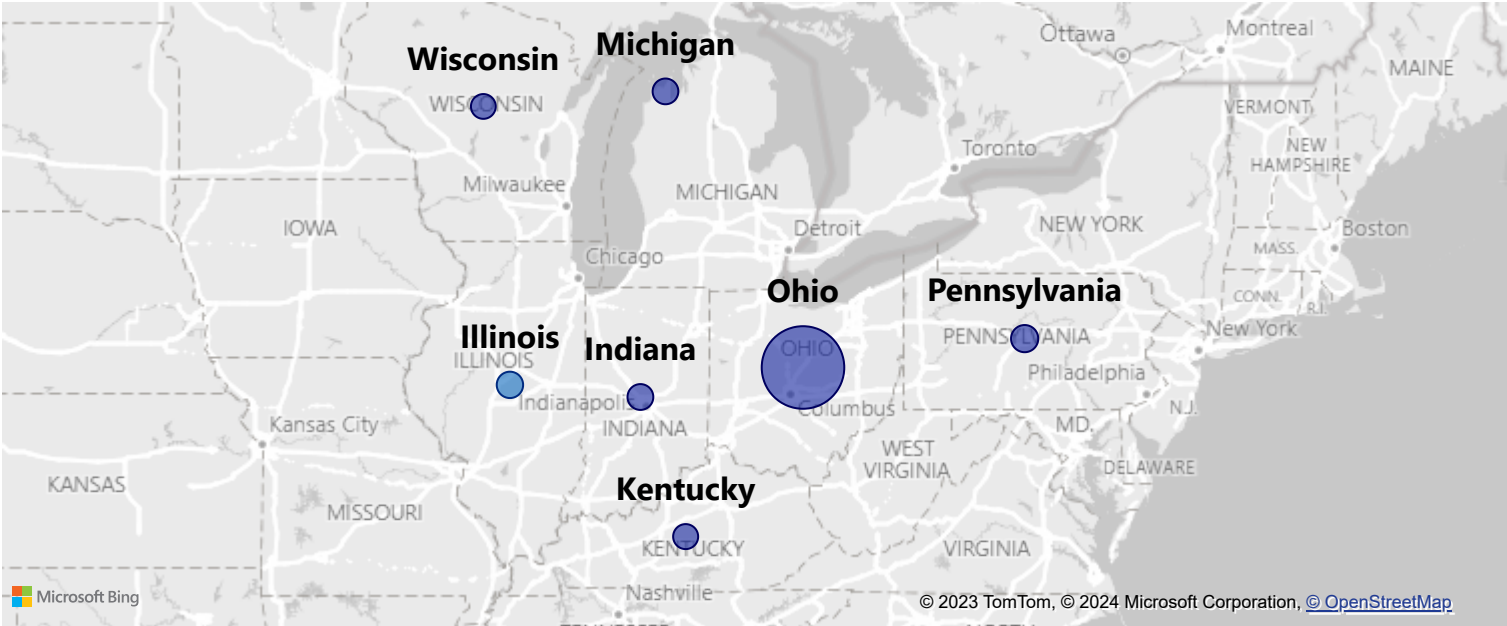 Ottawa
Montreal
Michigan
Wisconsin
MAINE
WISCONSIN
VERMONT
NEW
HAMPSHIRE
Toronto
Milwaukee
MICHIGAN
IOWA
NEW YORK
Detroit
Boston
MASS.
Chicago
Ohio
Pennsylvania
CONN.
R.I.
New York
Illinois
Indiana
OHIO
PENNSYLVANIA
ILLINOIS
Philadelphia
Indianapolis
Columbus
N.J.
Kansas City
INDIANA
MD.
WEST
VIRGINIA
DELAWARE
KANSAS
Kentucky
MISSOURI
KENTUCKY
VIRGINIA
Nashville
Microsoft Bing
© 2023 TomTom, © 2024 Microsoft Corporation, © OpenStreetMap